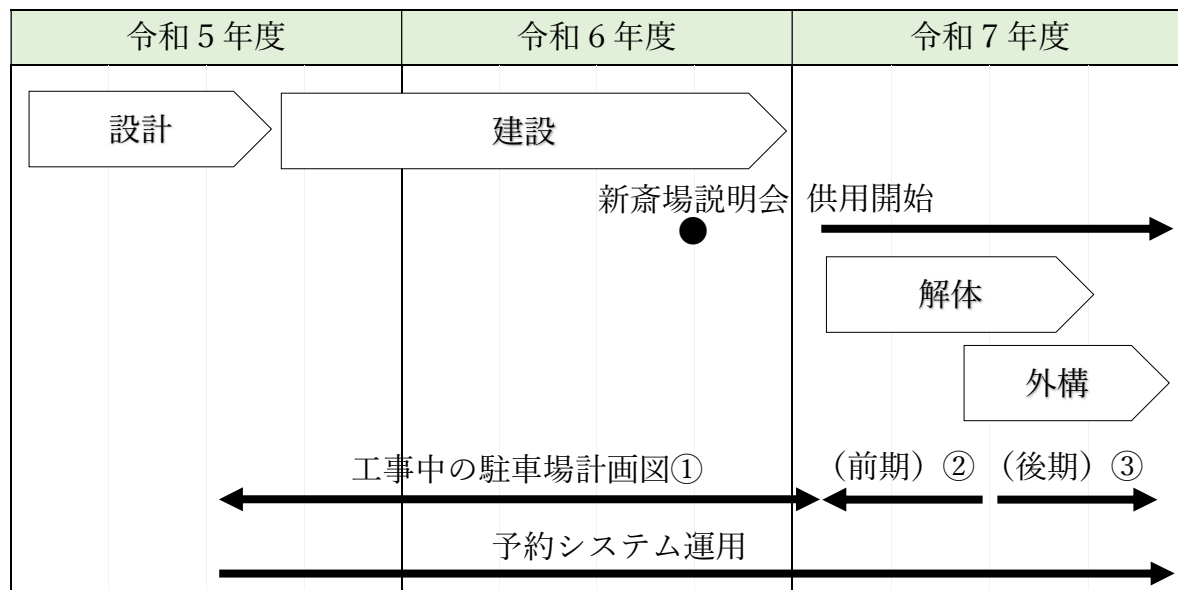 令和5年度 令和6年度 令和7年度
設計 建設
新斎場説明会 供用開始
解体
外構
工事中の駐車場計画図① (前期)② (後期)③
予約システム運用